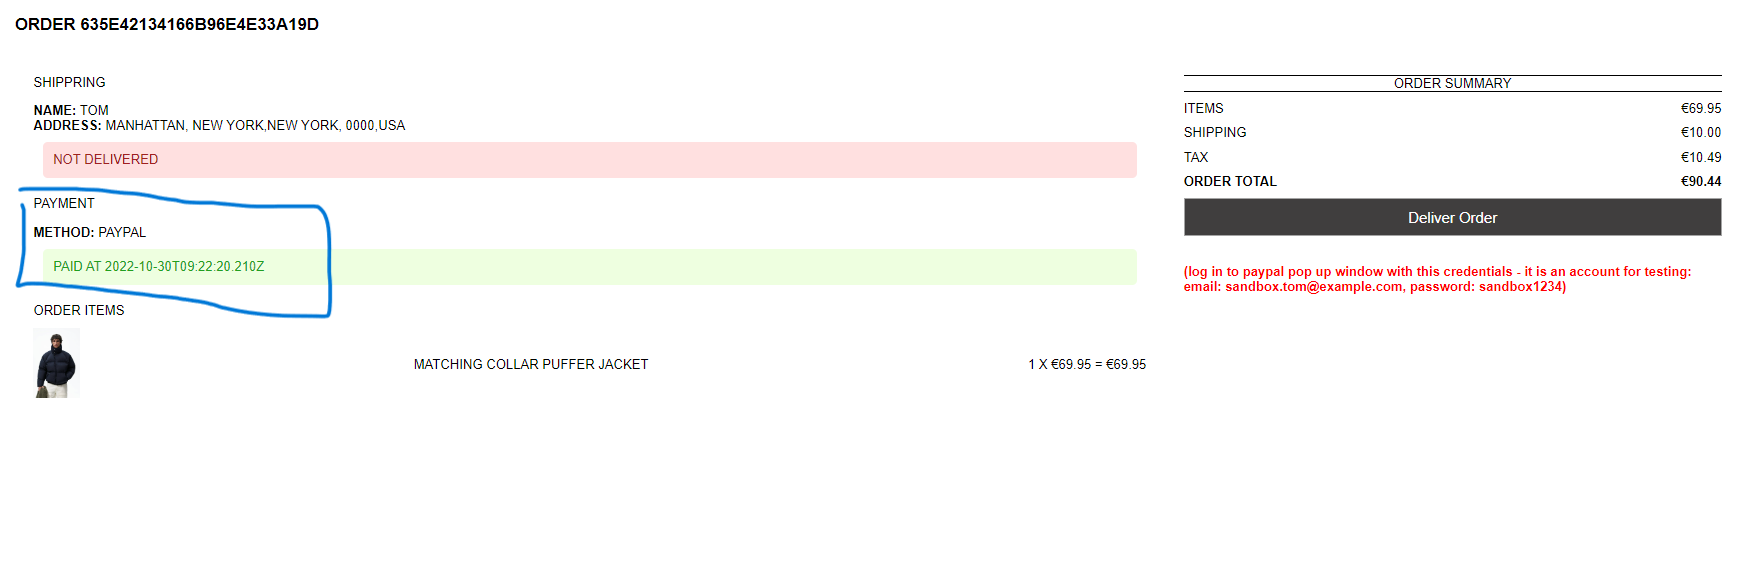 ORDER 635E42134166B96E4E33A19D
SHIPPRING
NAME: TOM
ADDRESS: MANHATTAN, NEW YORK,NEW YORK, 0000,USA
NOT DELIVERED
PAYMENT
METHOD: PAYPAL
PAID AT 2022-10-30T09:22:20.210Z
ORDER ITEMS
MATCHING COLLAR PUFFER JACKET 1 X €69.95 = €69.95
ORDER SUMMARY
ITEMS €69.95
SHIPPING €10.00
TAX €10.49
ORDER TOTAL €90.44
Deliver Order
(log in to paypal pop up window with this credentials - it is an account for testing:
email: sandbox.tom@example.com, password: sandbox1234)